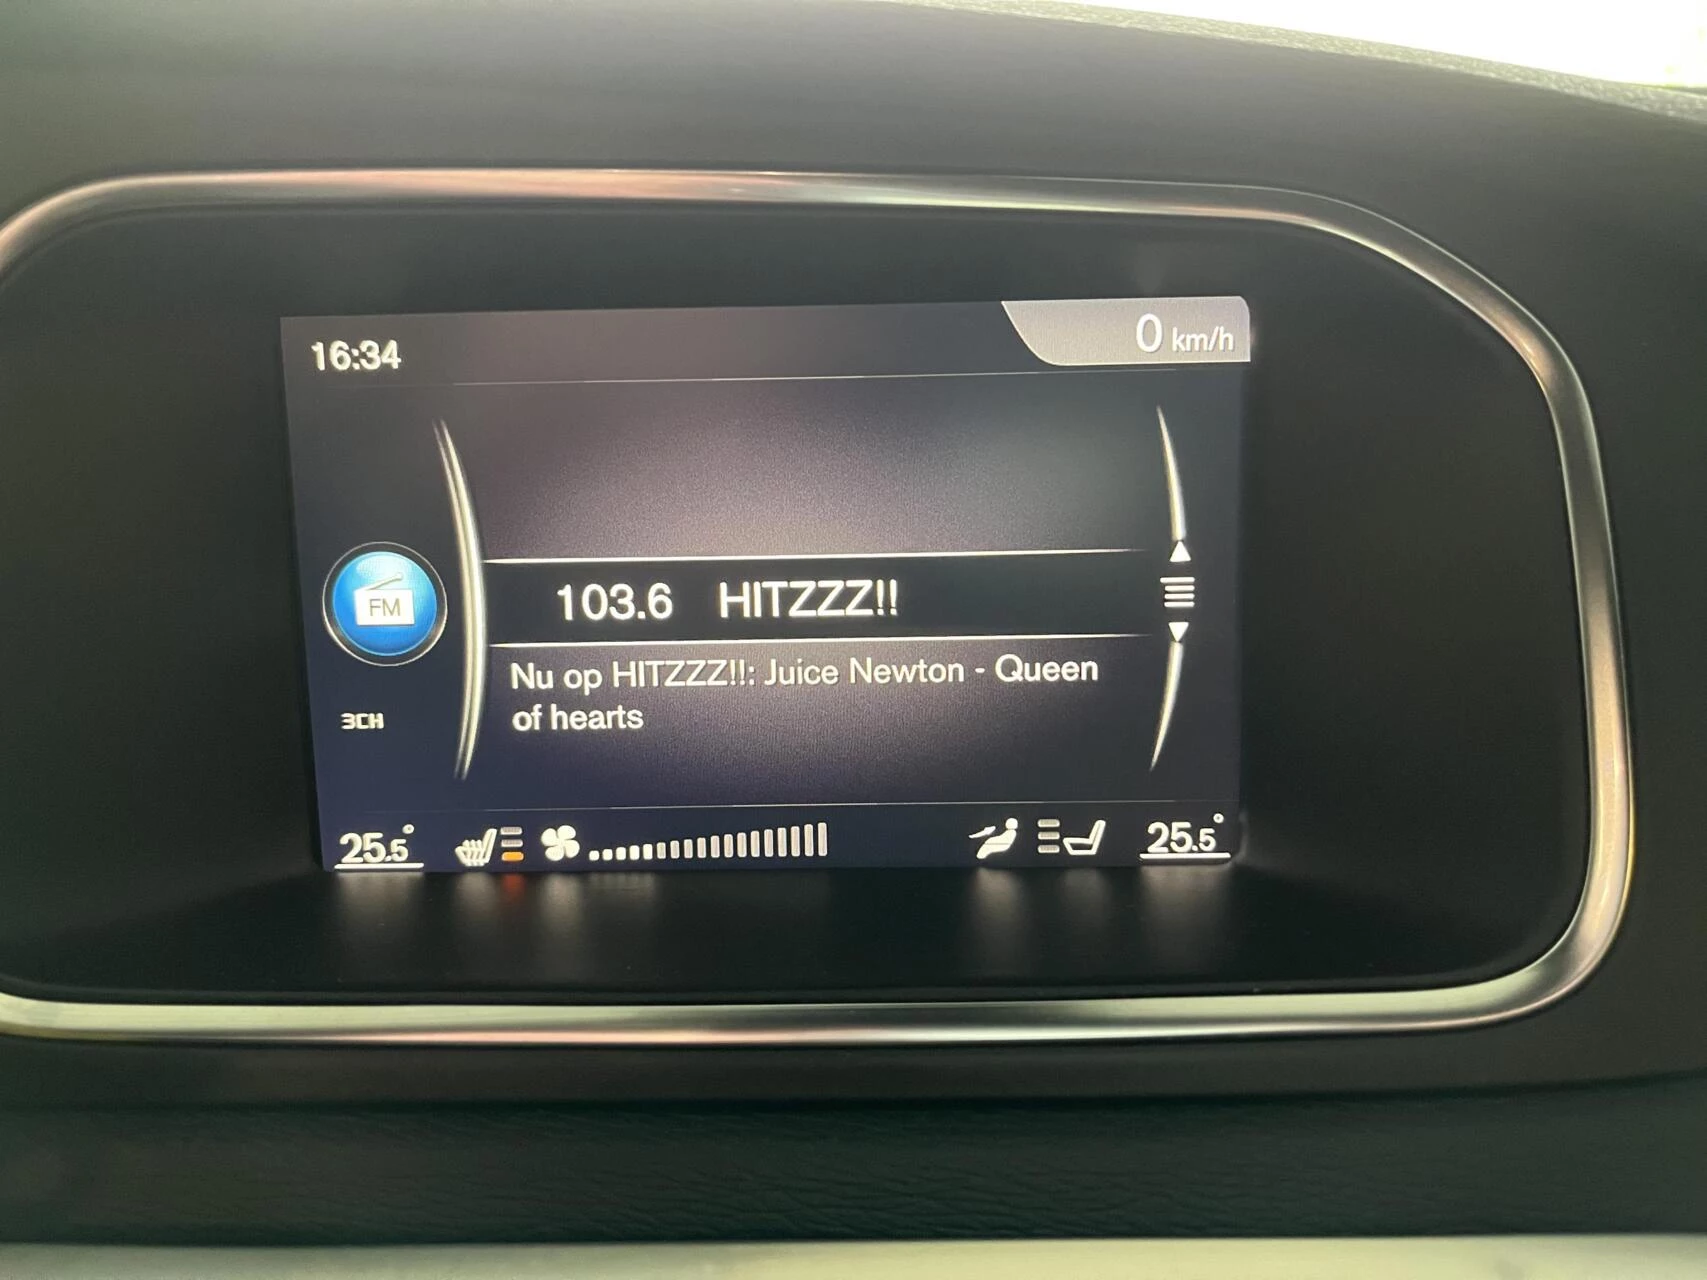 16:34
0 km/h
FM
103.6 HITZZZ!!
Nu op HITZZZ!!: Juice Newton - Queen
of hearts
3CH
25.5° 25.5°